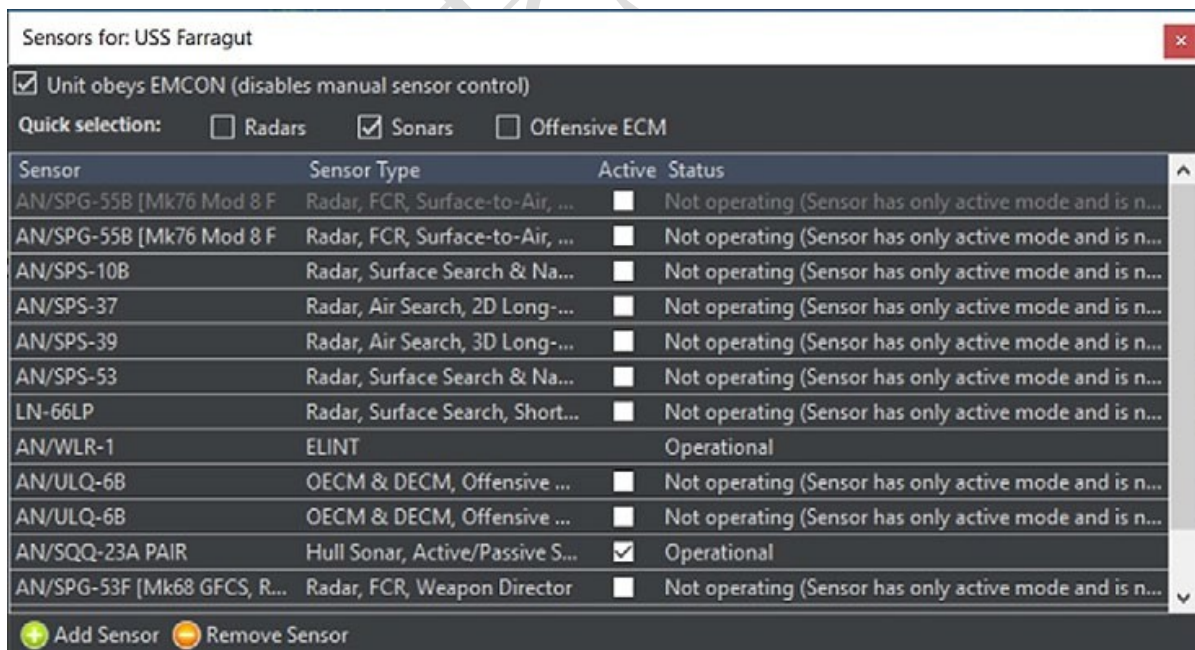 Sensors for: USS Farragut
Unit obeys EMCON (disables manual sensor control)
Quick selection: Radars Sonars Offensive ECM
Sensor Sensor Type Active Status
AN/SPG-55B [Mk76 Mod 8 F Radar, FCR, Surface-to-Air, ... Not operating (Sensor has only active mode and is n...
AN/SPG-55B [Mk76 Mod 8 F Radar, FCR, Surface-to-Air, ... Not operating (Sensor has only active mode and is n...
AN/SPS-10B Radar, Surface Search & Na... Not operating (Sensor has only active mode and is n...
AN/SPS-37 Radar, Air Search, 2D Long-... Not operating (Sensor has only active mode and is n...
AN/SPS-39 Radar, Air Search, 3D Long-... Not operating (Sensor has only active mode and is n...
AN/SPS-53 Radar, Surface Search & Na... Not operating (Sensor has only active mode and is n...
LN-66LP Radar, Surface Search, Short... Not operating (Sensor has only active mode and is n...
AN/WLR-1 ELINT Operational
AN/ULQ-6B OECM & DECM, Offensive ... Not operating (Sensor has only active mode and is n...
AN/ULQ-6B OECM & DECM, Offensive ... Not operating (Sensor has only active mode and is n...
AN/SQQ-23A PAIR Hull Sonar, Active/Passive S... Operational
AN/SPG-53F [Mk68 GFCS, R... Radar, FCR, Weapon Director Not operating (Sensor has only active mode and is n...
Add Sensor Remove Sensor